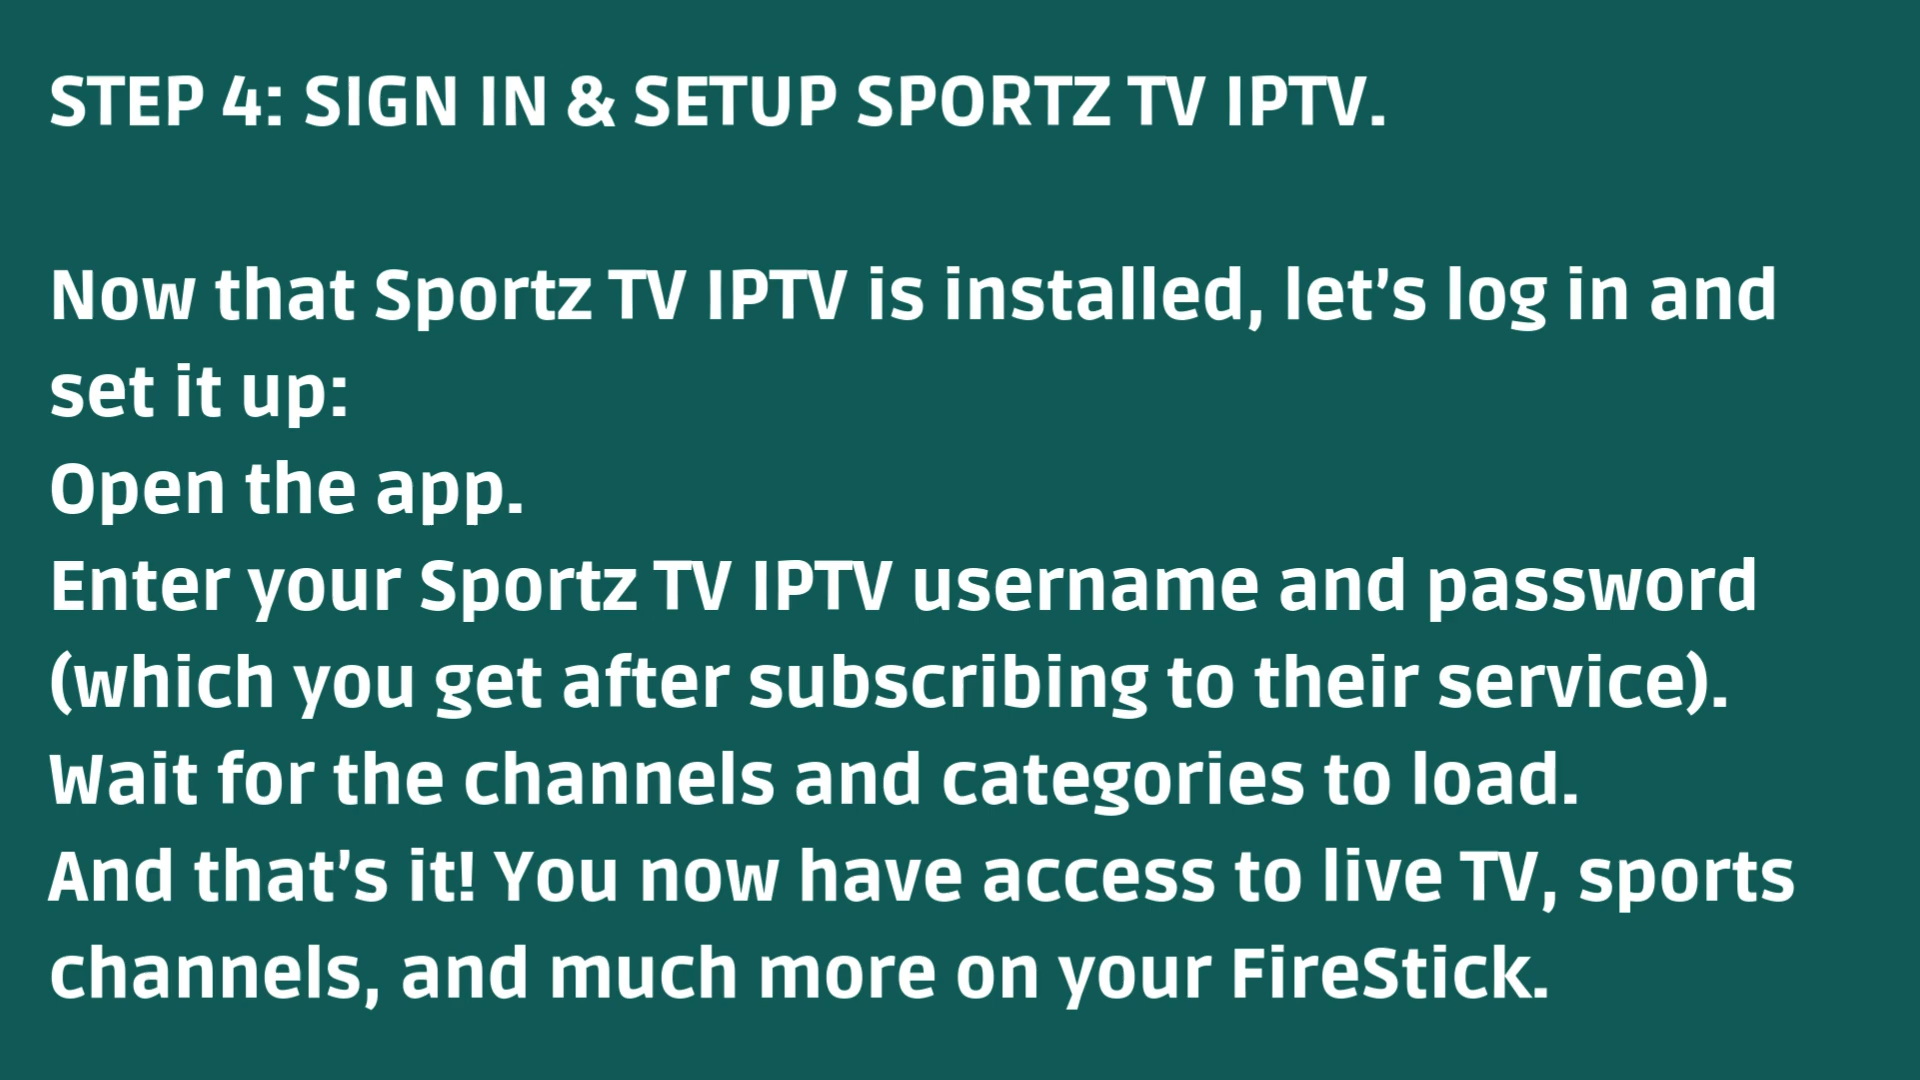 STEP 4: SIGN IN & SETUP SPORTZ TV IPTV.
Now that Sportz TV IPTV is installed, let’s log in and
set it up:
Open the app.
Enter your Sportz TV IPTV username and password
(which you get after subscribing to their service).
Wait for the channels and categories to load.
And that’s it! You now have access to live TV, sports
channels, and much more on your FireStick.